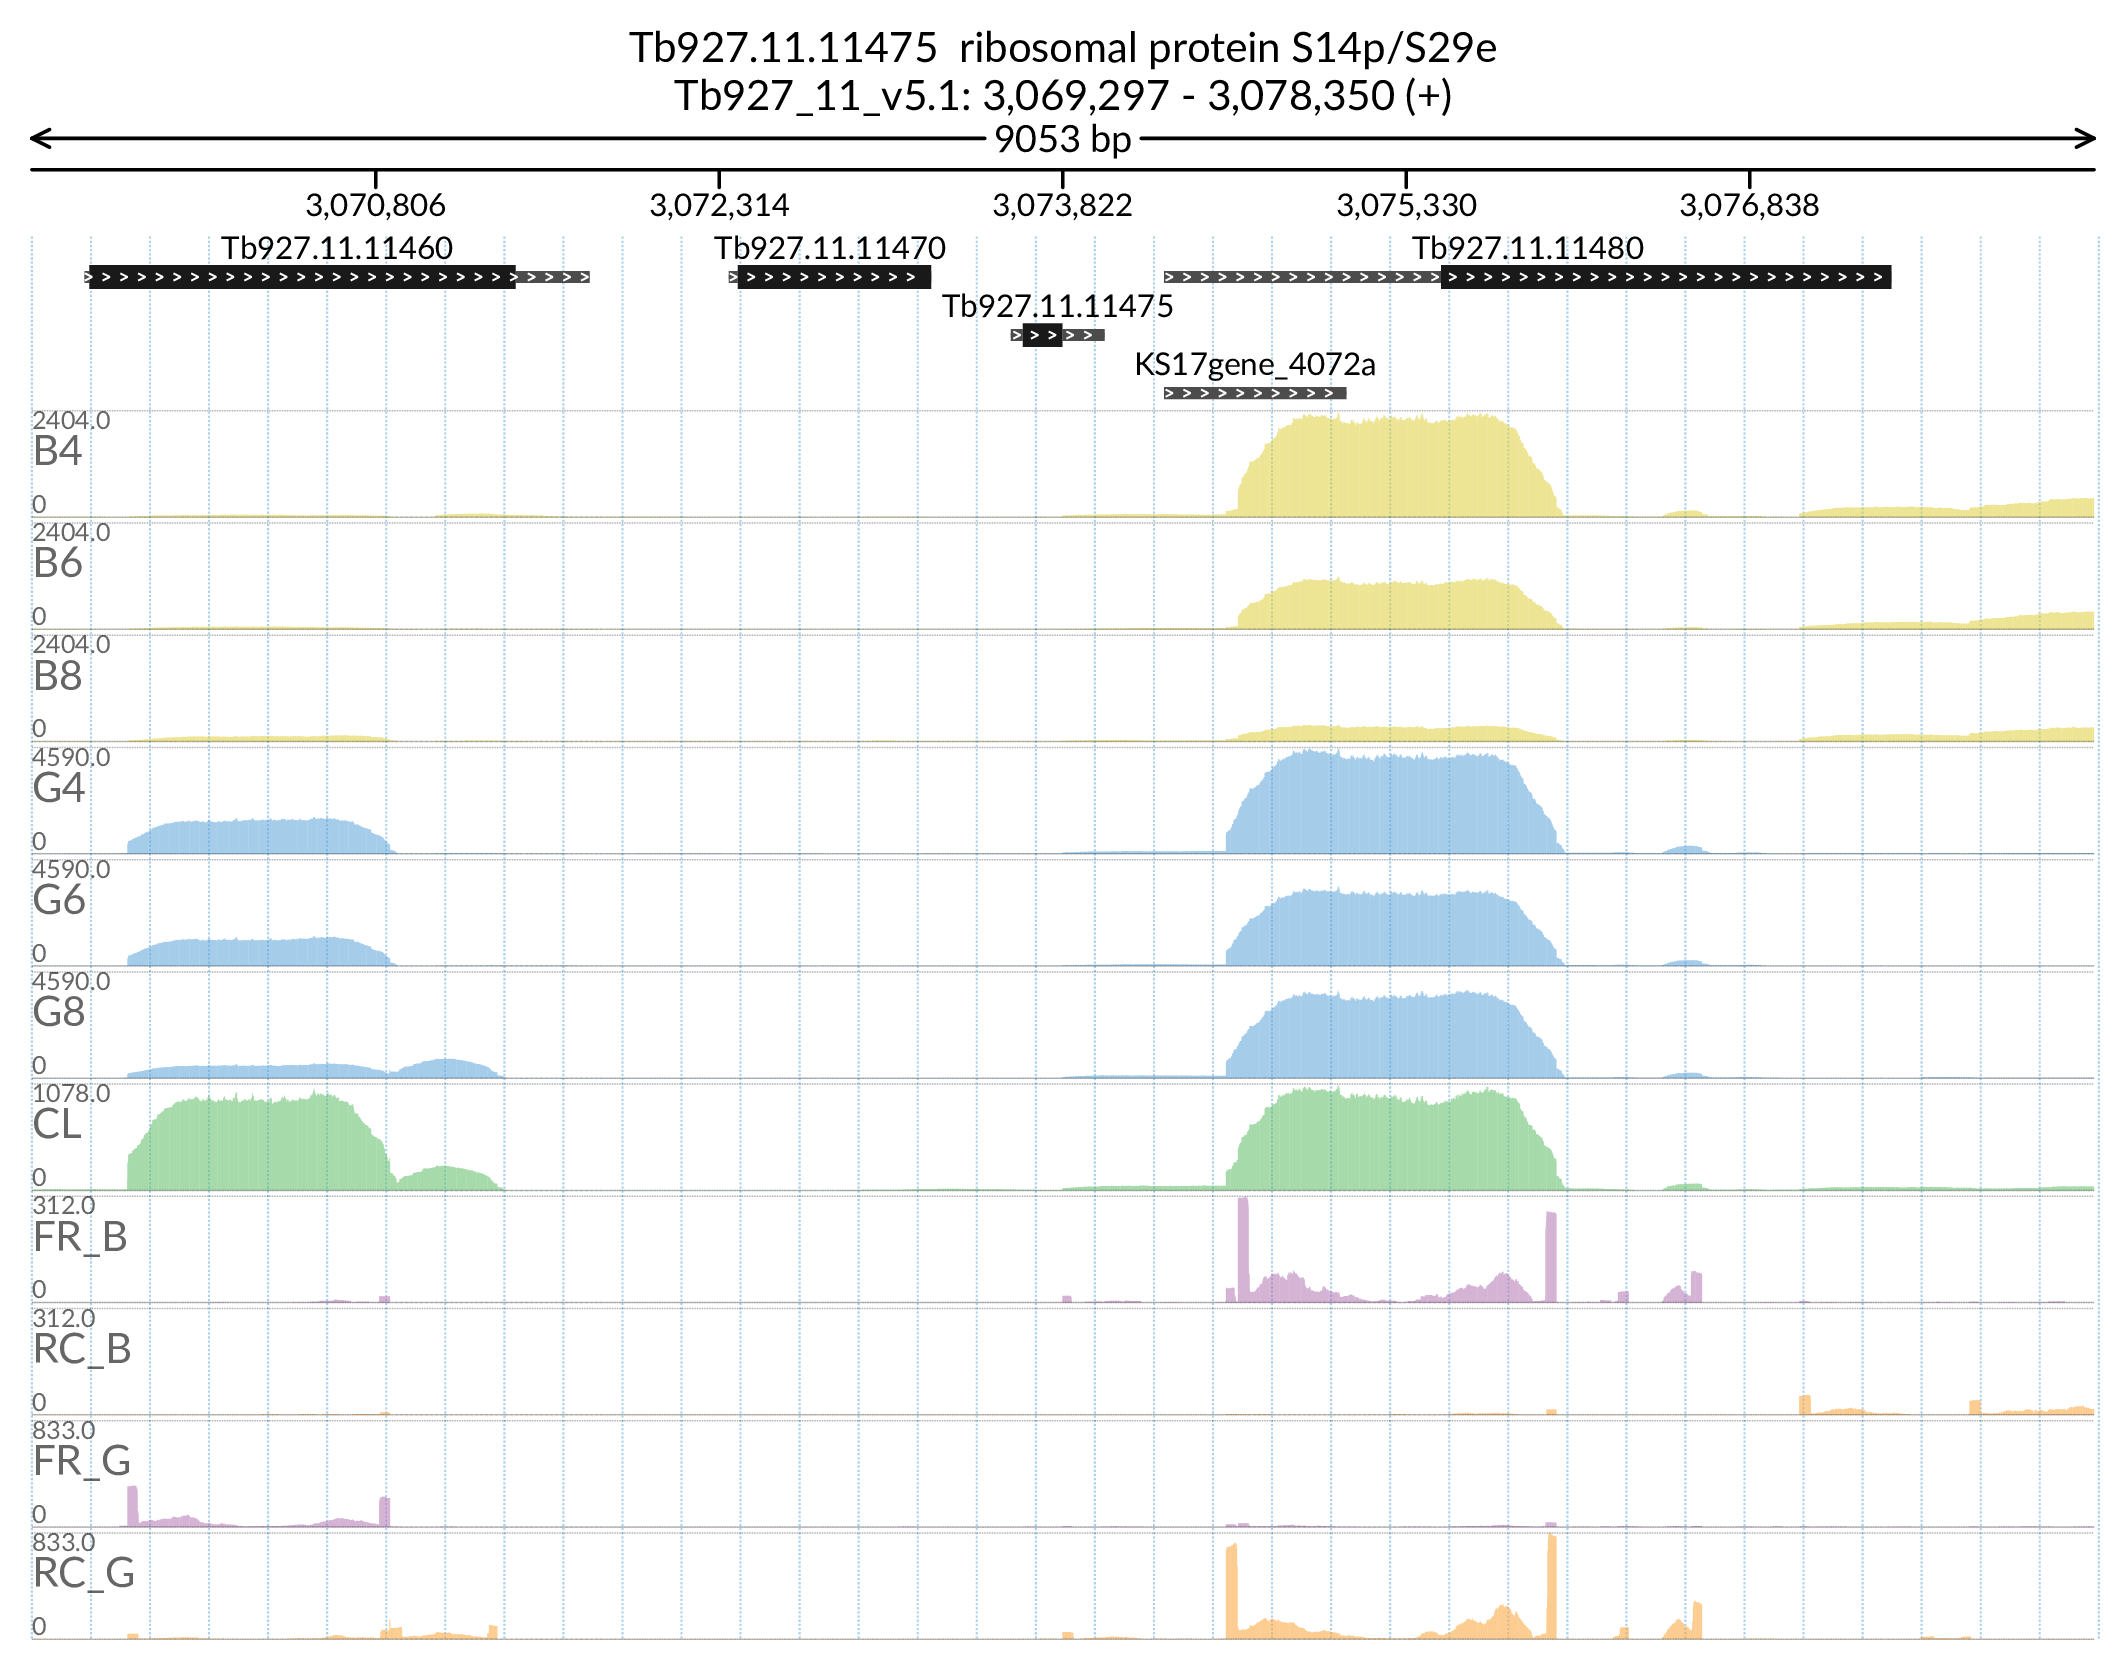 Tb927.11.11475  ribosomal protein S14p/S29e
Tb927_11_v5.1: 3,069,297 - 3,078,350 (+)
9053 bp
3,070,806 3,072,314 3,073,822 3,075,330 3,076,838
Tb927.11.11460 Tb927.11.11470 Tb927.11.11480
Tb927.11.11475
KS17gene_4072a
2404.0
B4
0
2404.0
B6
0
2404.0
B8
0
4590.0
G4
0
4590.0
G6
0
4590.0
G8
0
1078.0
CL
0
312.0
FR_B
0
312.0
RC_B
0
833.0
FR_G
0
833.0
RC_G
0